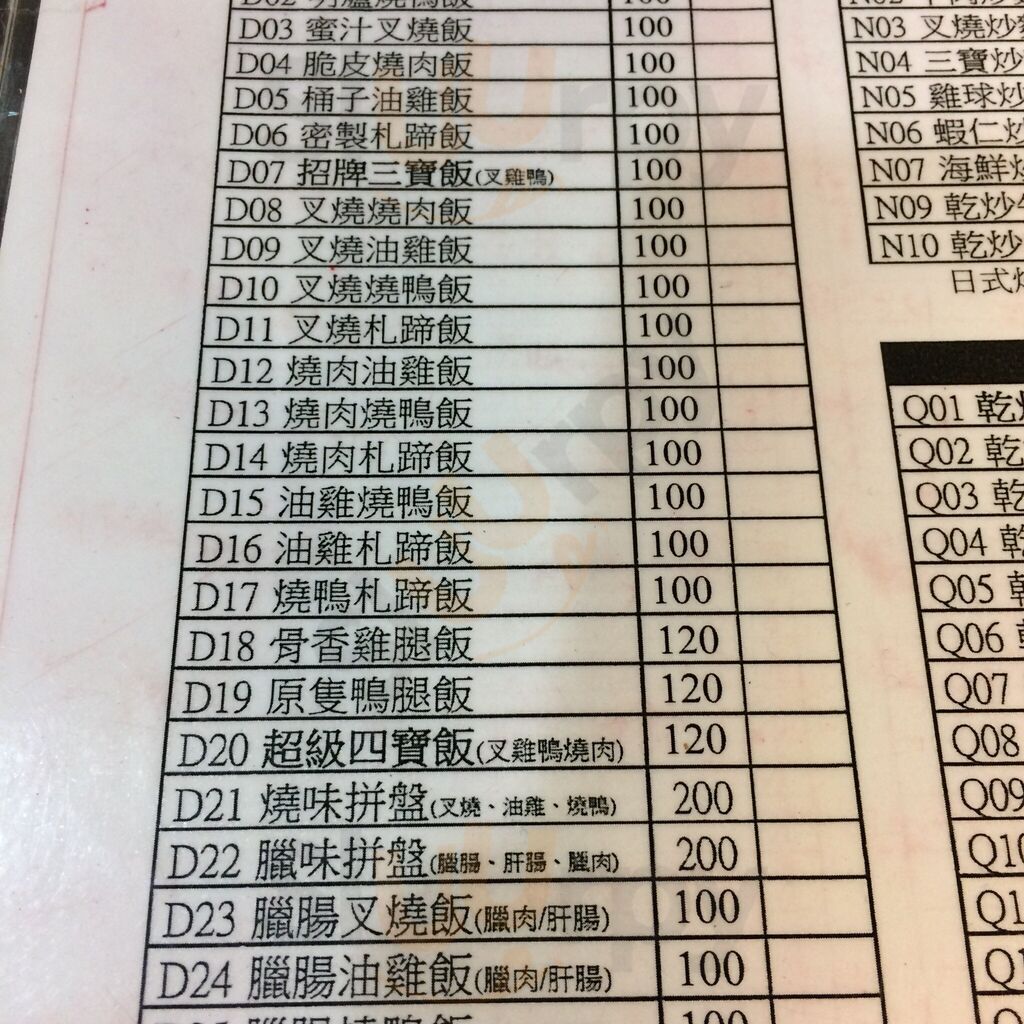 D03 蜜汁叉燒飯 100
D04 脆皮燒肉飯 100
D05 桶子油雞飯 100
D06 密製札蹄飯 100
D07 招牌三寶飯(叉雞鴨) 100
D08 叉燒燒肉飯 100
D09 叉燒油雞飯 100
D10 叉燒燒鴨飯 100
D11 叉燒札蹄飯 100
D12 燒肉油雞飯 100
D13 燒肉燒鴨飯 100
D14 燒肉札蹄飯 100
D15 油雞燒鴨飯 100
D16 油雞札蹄飯 100
D17 燒鴨札蹄飯 100
D18 骨香雞腿飯 120
D19 原隻鴨腿飯 120
D20 超級四寶飯(叉雞鴨燒肉) 120
D21 燒味拼盤(叉燒、油雞、燒鴨) 200
D22 臘味拼盤(臘腸、肝腸、臘肉) 200
D23 臘腸叉燒飯(臘肉/肝腸) 100
D24 臘腸油雞飯(臘肉/肝腸) 100
N03 叉燒炒
N04 三寶炒
N05 雞球炒
N06 蝦仁炒
N07 海鮮
N09 乾炒
N10 乾炒
日式
Q01 乾
Q02 乾
Q03 乾
Q04 乾
Q05
Q06
Q07
Q08
Q09